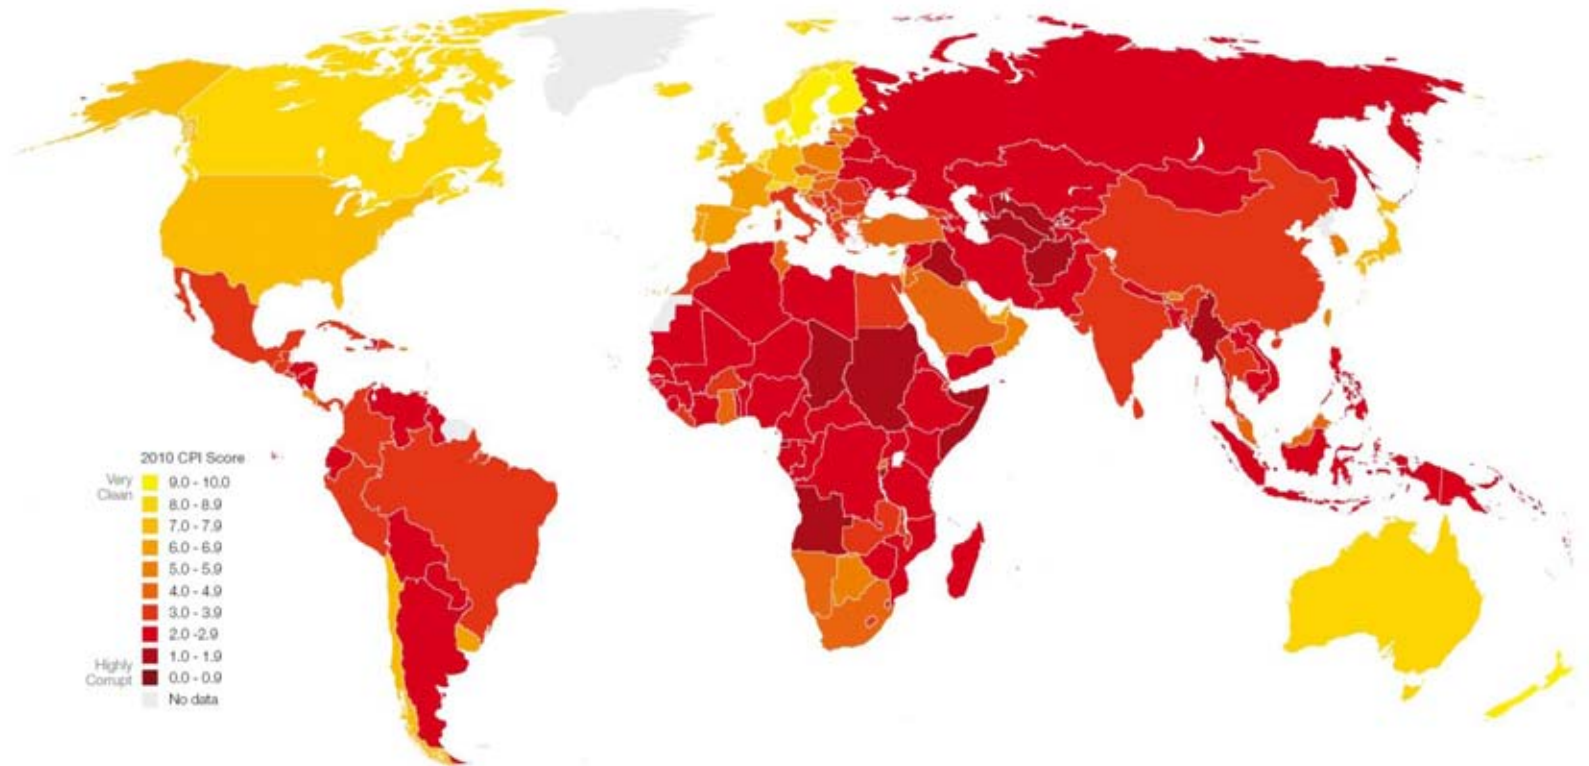 2010 CPI Score
Very
Clean
9.0 - 10.0
8.0 - 8.9
7.0 - 7.9
6.0 - 6.9
5.0 - 5.9
4.0 - 4.9
3.0 - 3.9
2.0 -2.9
1.0 - 1.9
Highly
Corrupt
0.0 - 0.9
No data